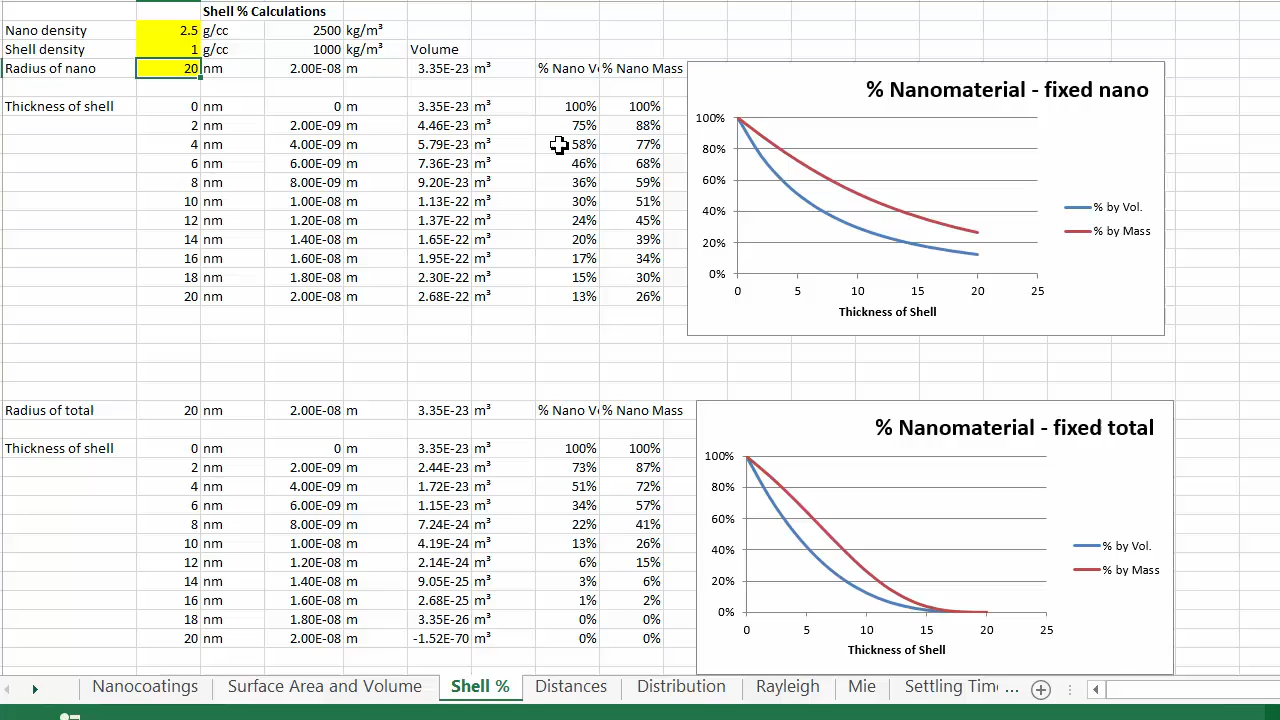 Shell % Calculations
Nano density 2.5 g/cc 2500 kg/m³
Shell density 1 g/cc 1000 kg/m³ Volume
Radius of nano 20 nm 2.00E-08 m 3.35E-23 m³ % Nano Vo % Nano Mass
Thickness of shell 0 nm 0 m 3.35E-23 m³ 100% 100%
2 nm 2.00E-09 m 4.46E-23 m³ 75% 88%
4 nm 4.00E-09 m 5.79E-23 m³ 58% 77%
6 nm 6.00E-09 m 7.36E-23 m³ 46% 68%
8 nm 8.00E-09 m 9.20E-23 m³ 36% 59%
10 nm 1.00E-08 m 1.13E-22 m³ 30% 51%
12 nm 1.20E-08 m 1.37E-22 m³ 24% 45%
14 nm 1.40E-08 m 1.65E-22 m³ 20% 39%
16 nm 1.60E-08 m 1.95E-22 m³ 17% 34%
18 nm 1.80E-08 m 2.30E-22 m³ 15% 30%
20 nm 2.00E-08 m 2.68E-22 m³ 13% 26%
% Nanomaterial - fixed nano
100%
80%
60%
40%
20%
0%
0 5 10 15 20 25
Thickness of Shell
% by Vol.
% by Mass
Radius of total 20 nm 2.00E-08 m 3.35E-23 m³ % Nano Vo % Nano Mass
Thickness of shell 0 nm 0 m 3.35E-23 m³ 100% 100%
2 nm 2.00E-09 m 2.44E-23 m³ 73% 87%
4 nm 4.00E-09 m 1.72E-23 m³ 51% 72%
6 nm 6.00E-09 m 1.15E-23 m³ 34% 57%
8 nm 8.00E-09 m 7.24E-24 m³ 22% 41%
10 nm 1.00E-08 m 4.19E-24 m³ 13% 26%
12 nm 1.20E-08 m 2.14E-24 m³ 6% 15%
14 nm 1.40E-08 m 9.05E-25 m³ 3% 6%
16 nm 1.60E-08 m 2.68E-25 m³ 1% 2%
18 nm 1.80E-08 m 3.35E-26 m³ 0% 0%
20 nm 2.00E-08 m -1.52E-70 m³ 0% 0%
% Nanomaterial - fixed total
100%
80%
60%
40%
20%
0%
0 5 10 15 20 25
Thickness of Shell
% by Vol.
% by Mass
Nanocoatings Surface Area and Volume Shell % Distances Distribution Rayleigh Mie Settling Time ...